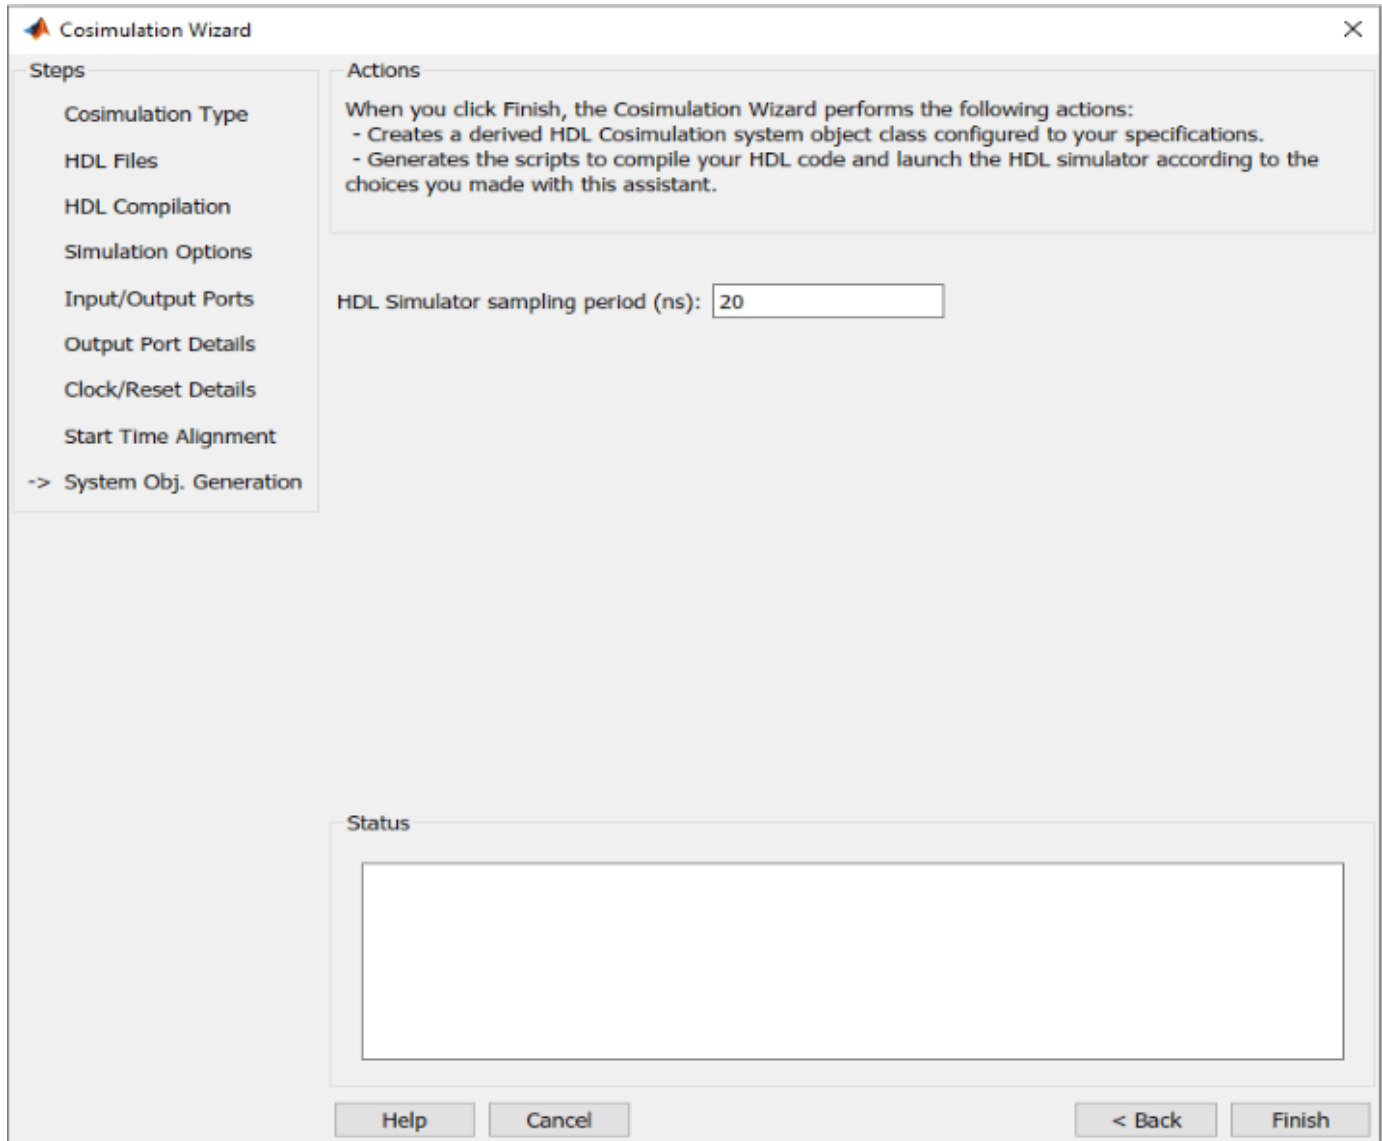 Cosimulation Wizard
Steps
Cosimulation Type
HDL Files
HDL Compilation
Simulation Options
Input/Output Ports
Output Port Details
Clock/Reset Details
Start Time Alignment
-> System Obj. Generation
Actions
When you click Finish, the Cosimulation Wizard performs the following actions:
- Creates a derived HDL Cosimulation system object class configured to your specifications.
- Generates the scripts to compile your HDL code and launch the HDL simulator according to the
choices you made with this assistant.
HDL Simulator sampling period (ns): 20
Status
Help Cancel < Back Finish